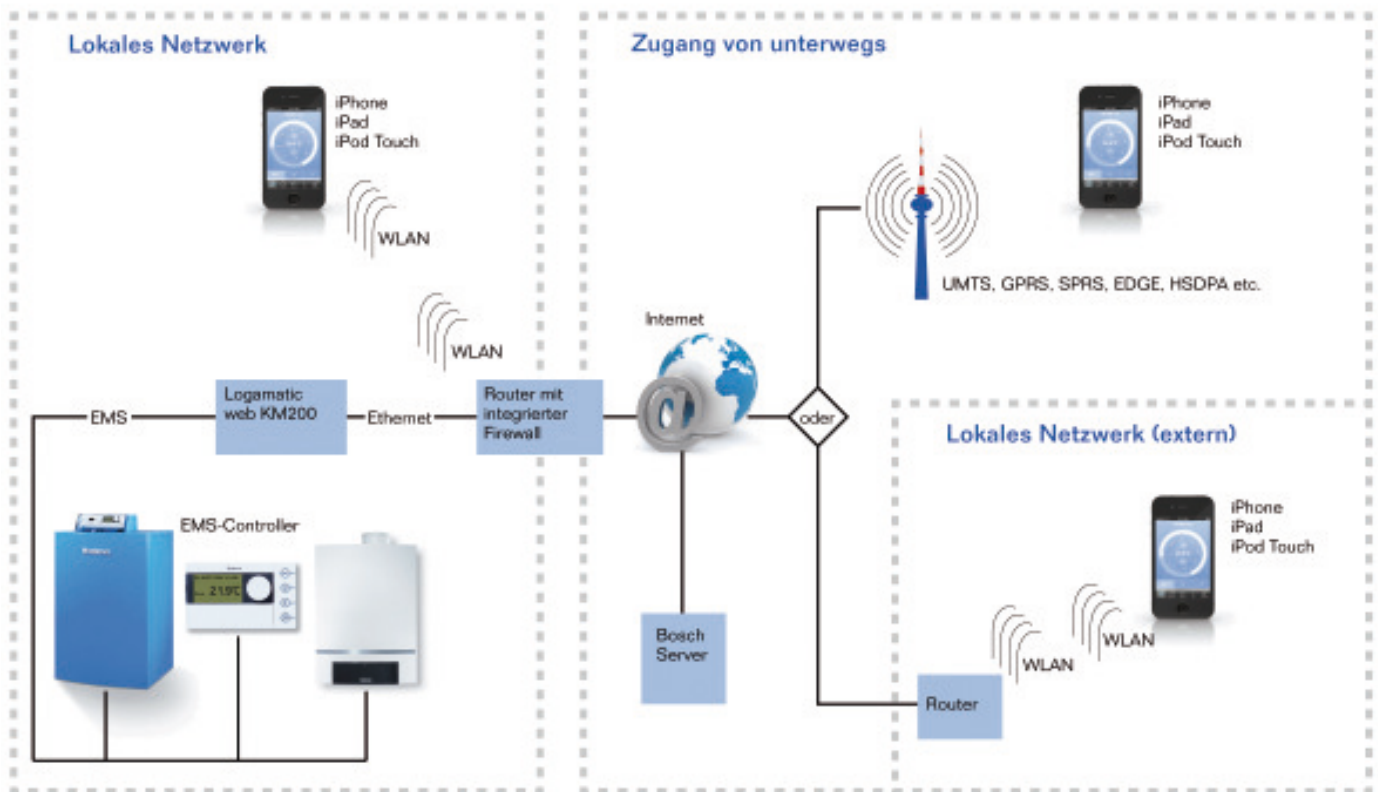 Lokales Netzwerk
iPhone
iPad
iPod Touch
WLAN
WLAN
EMS
Logamatic
web KM200
Ethernet
Router mit
integrierter
Firewall
EMS-Controller
21.9°C
Zugang von unterwegs
iPhone
iPad
iPod Touch
UMTS, GPRS, SPRS, EDGE, HSDPA etc.
Internet
@
oder
Bosch
Server
Lokales Netzwerk (extern)
iPhone
iPad
iPod Touch
WLAN
WLAN
Router